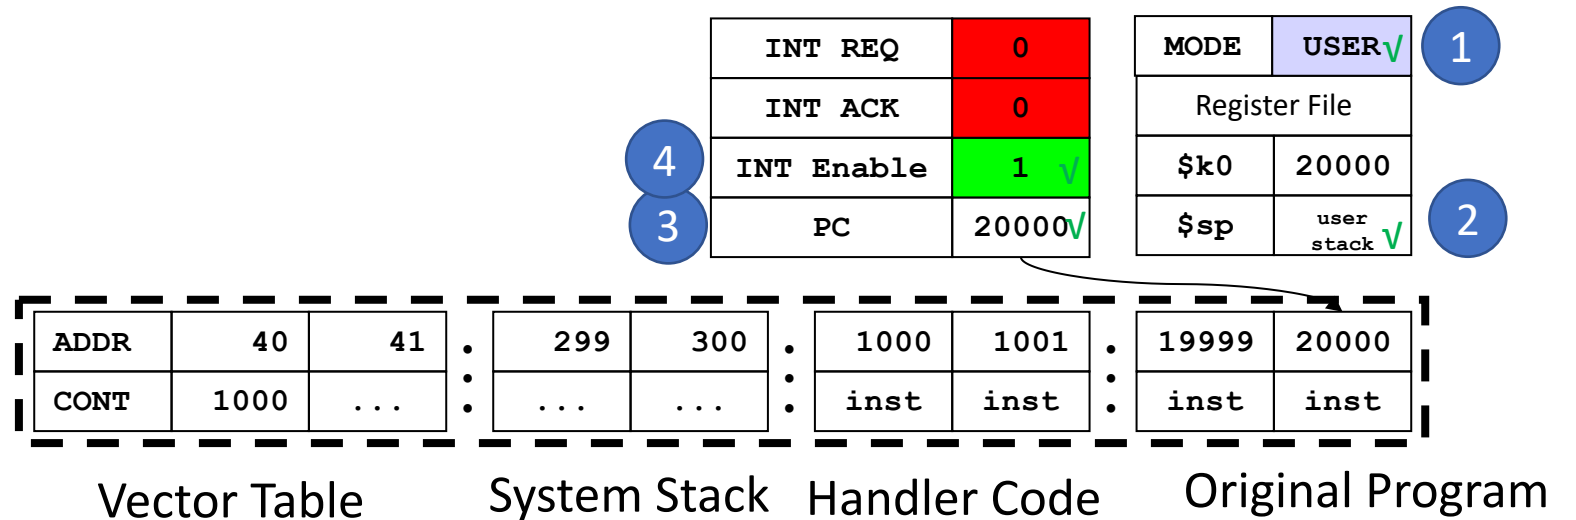 INT REQ 0
MODE USER√ 1
INT ACK 0
Register File
4 INT Enable 1 √
$k0 20000
3 PC 20000√
$sp user stack √ 2
ADDR 40 41 : 299 300 : 1000 1001 : 19999 20000
CONT 1000 ... : ... ... : inst inst : inst inst
Vector Table System Stack Handler Code Original Program